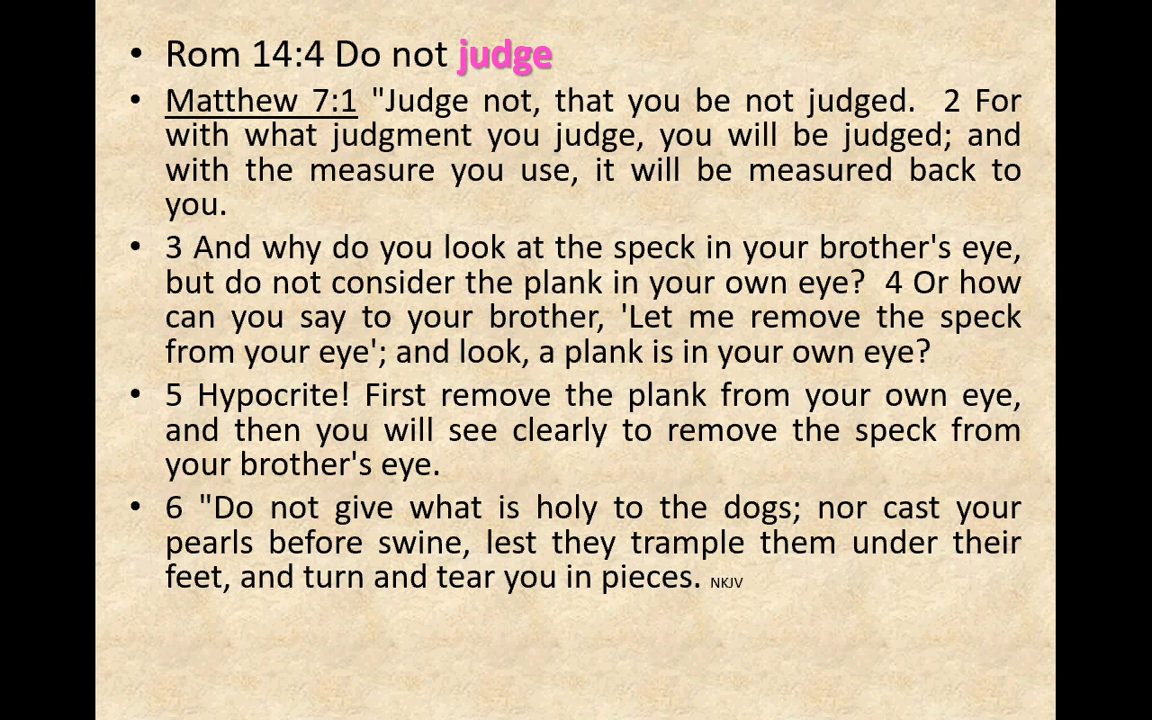 • Rom 14:4 Do not judge
• Matthew 7:1 "Judge not, that you be not judged.  2 For
with what judgment you judge, you will be judged; and
with the measure you use, it will be measured back to
you.
• 3 And why do you look at the speck in your brother's eye,
but do not consider the plank in your own eye?  4 Or how
can you say to your brother, 'Let me remove the speck
from your eye'; and look, a plank is in your own eye?
• 5 Hypocrite! First remove the plank from your own eye,
and then you will see clearly to remove the speck from
your brother's eye.
• 6 "Do not give what is holy to the dogs; nor cast your
pearls before swine, lest they trample them under their
feet, and turn and tear you in pieces. NKJV